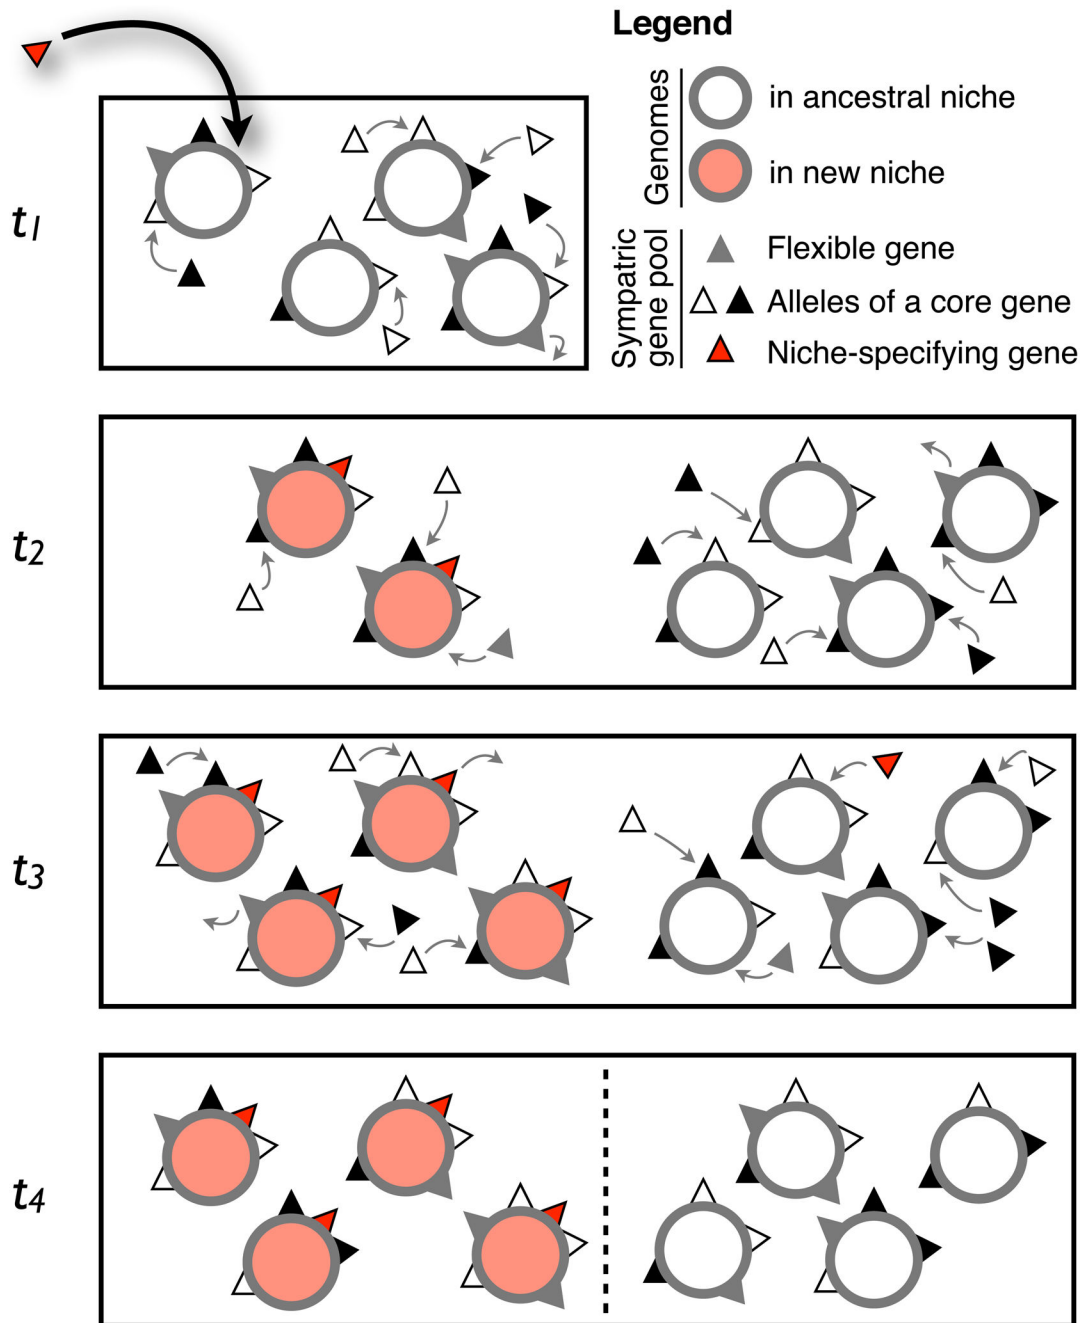 Legend
Genomes
in ancestral niche
in new niche
Sympatric
gene pool
Flexible gene
Alleles of a core gene
Niche-specifying gene
t1
t2
t3
t4